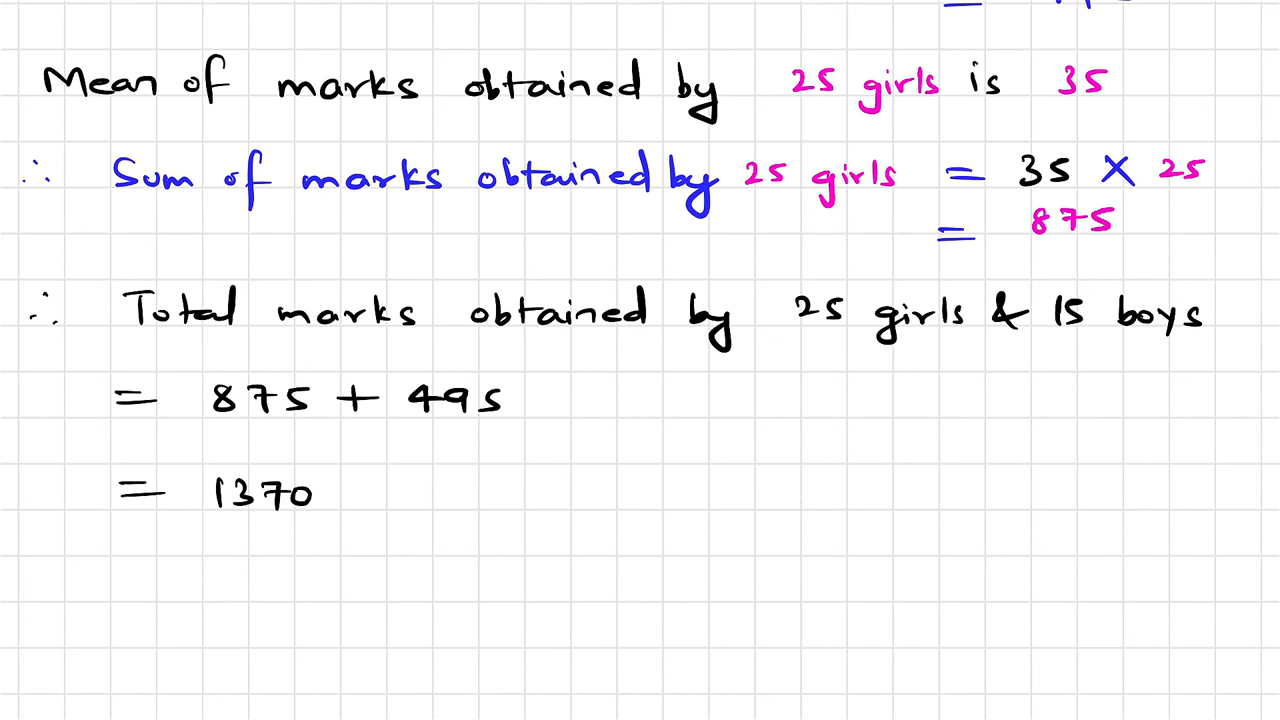 Mean of marks obtained by 25 girls is 35
∴ Sum of marks obtained by 25 girls = 35 × 25
= 875
∴ Total marks obtained by 25 girls & 15 boys
= 875 + 495
= 1370